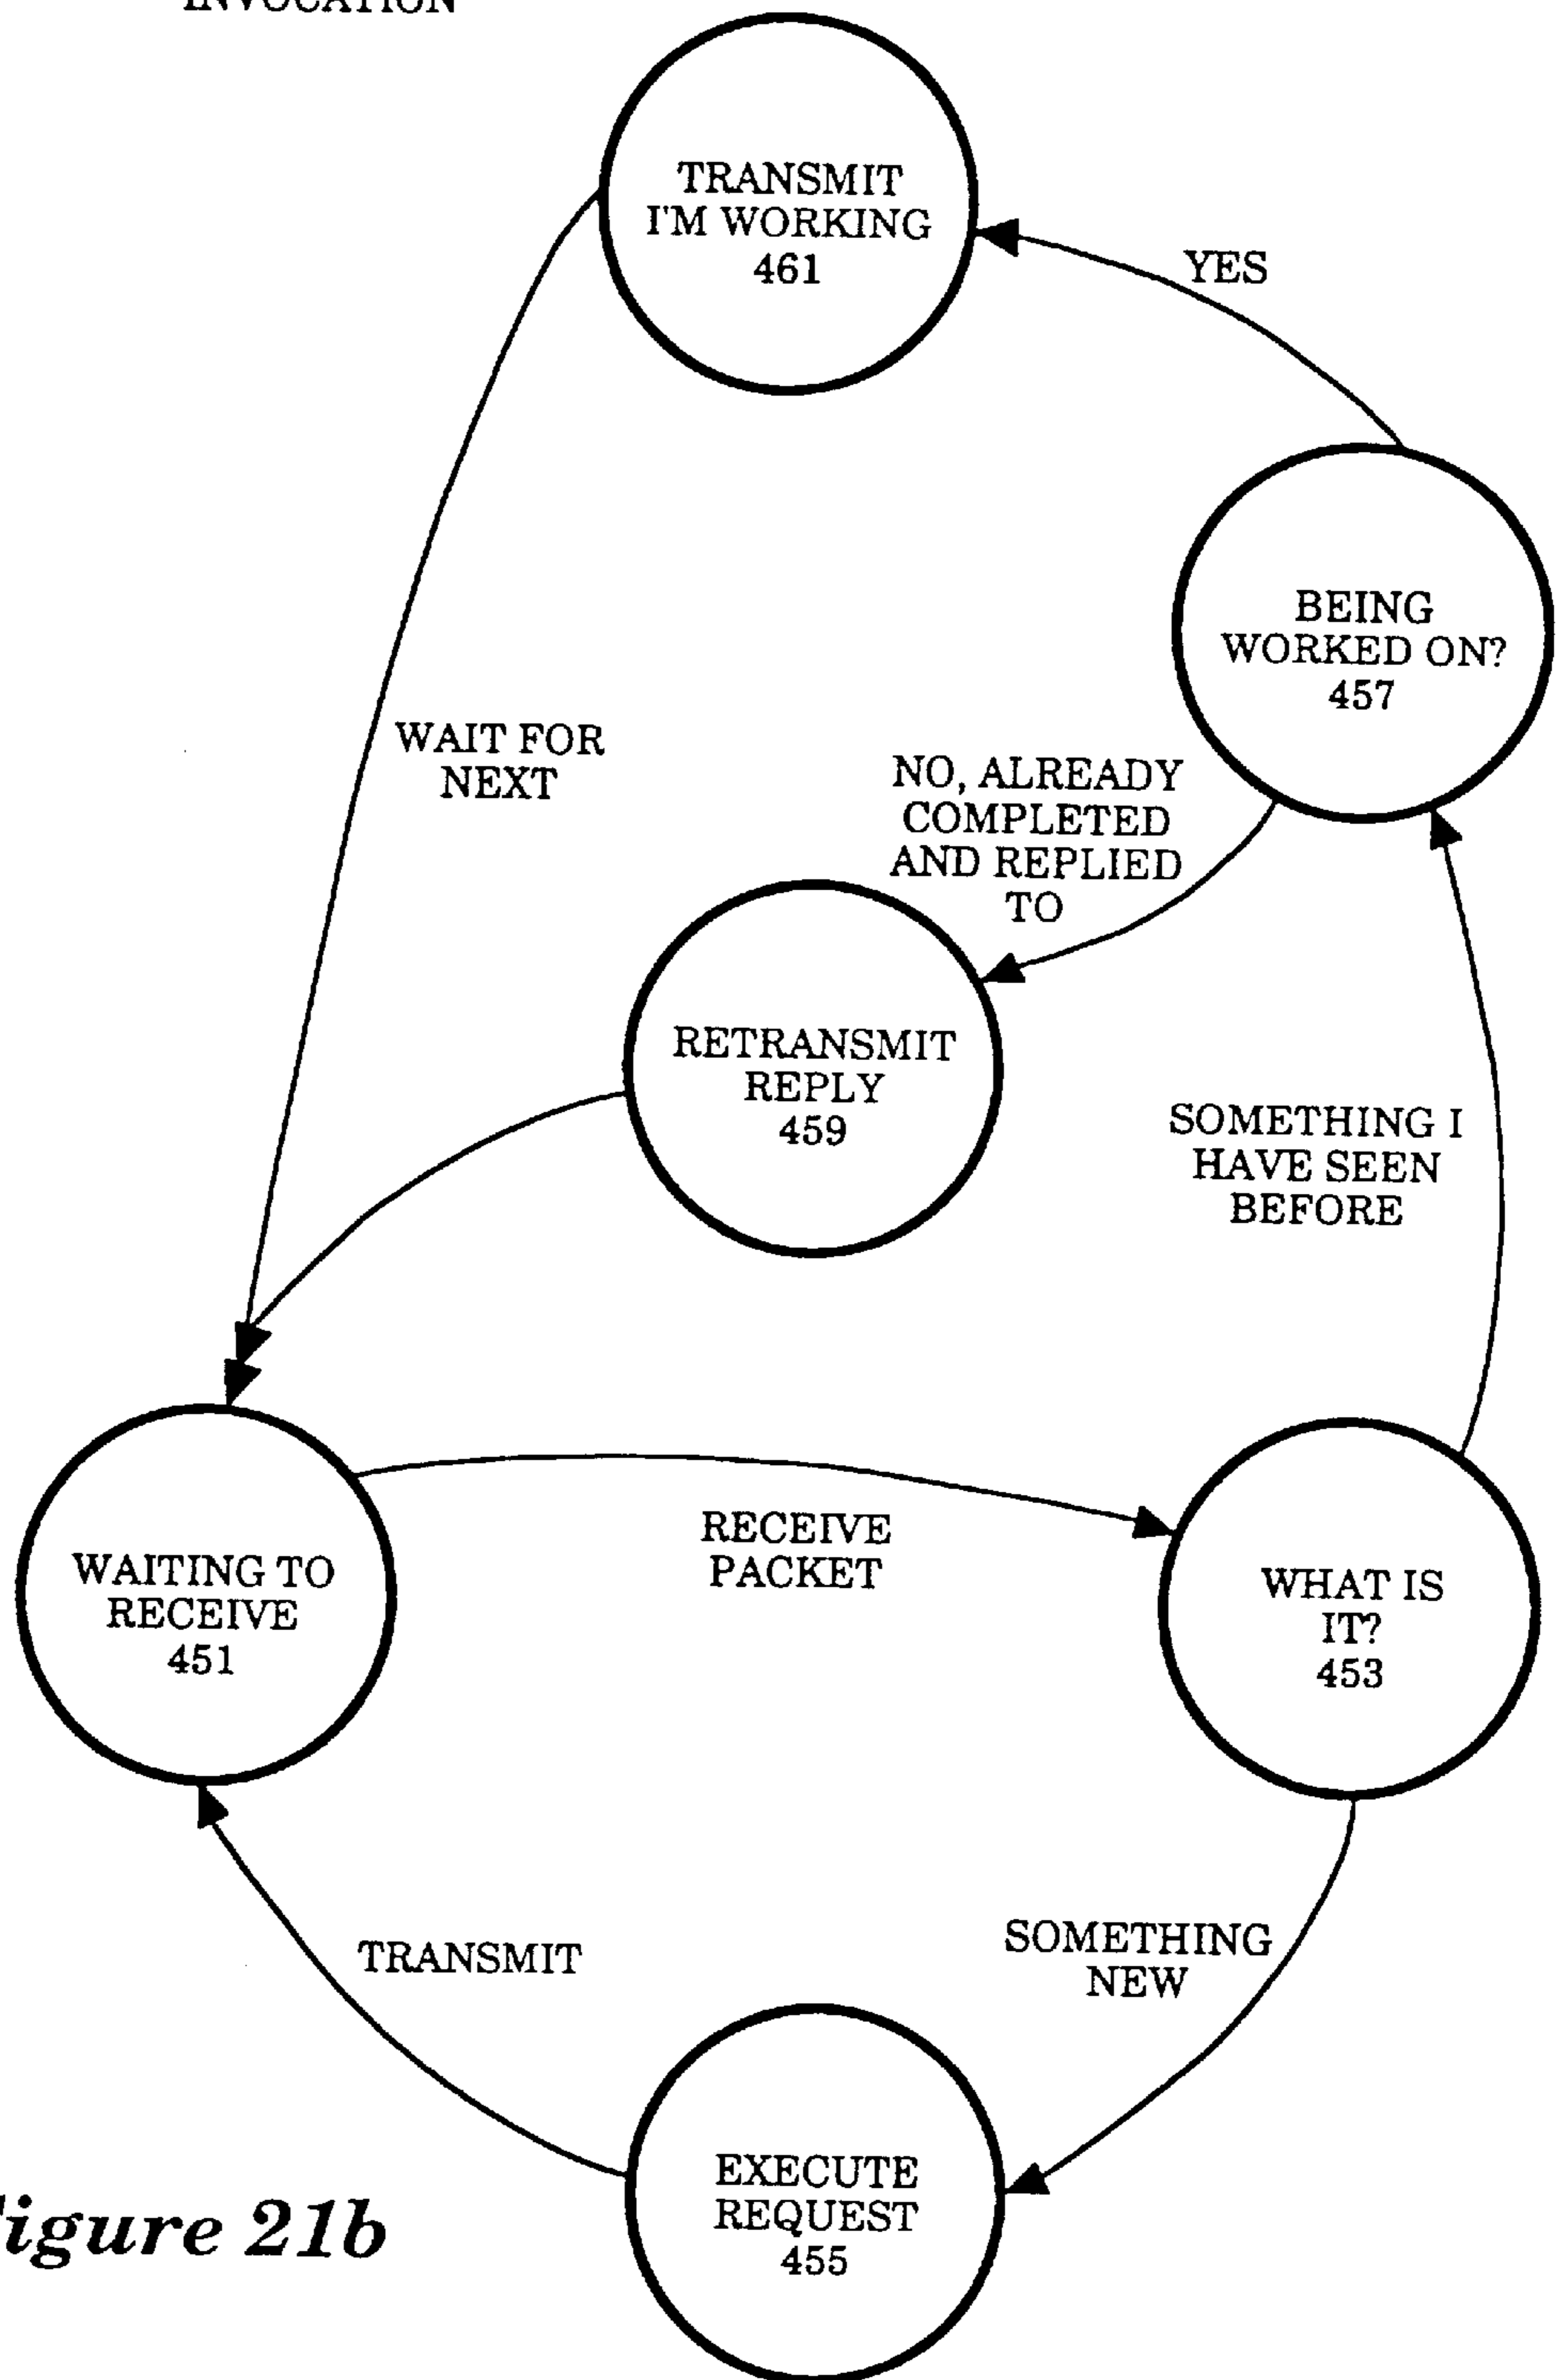 INVOCATION
TRANSMIT
I'M WORKING
461
YES
BEING
WORKED ON?
457
WAIT FOR
NEXT
NO, ALREADY
COMPLETED
AND REPLIED
TO
RETRANSMIT
REPLY
459
SOMETHING I
HAVE SEEN
BEFORE
RECEIVE
PACKET
WAITING TO
RECEIVE
451
WHAT IS
IT?
453
TRANSMIT
SOMETHING
NEW
EXECUTE
REQUEST
455
igure 21b